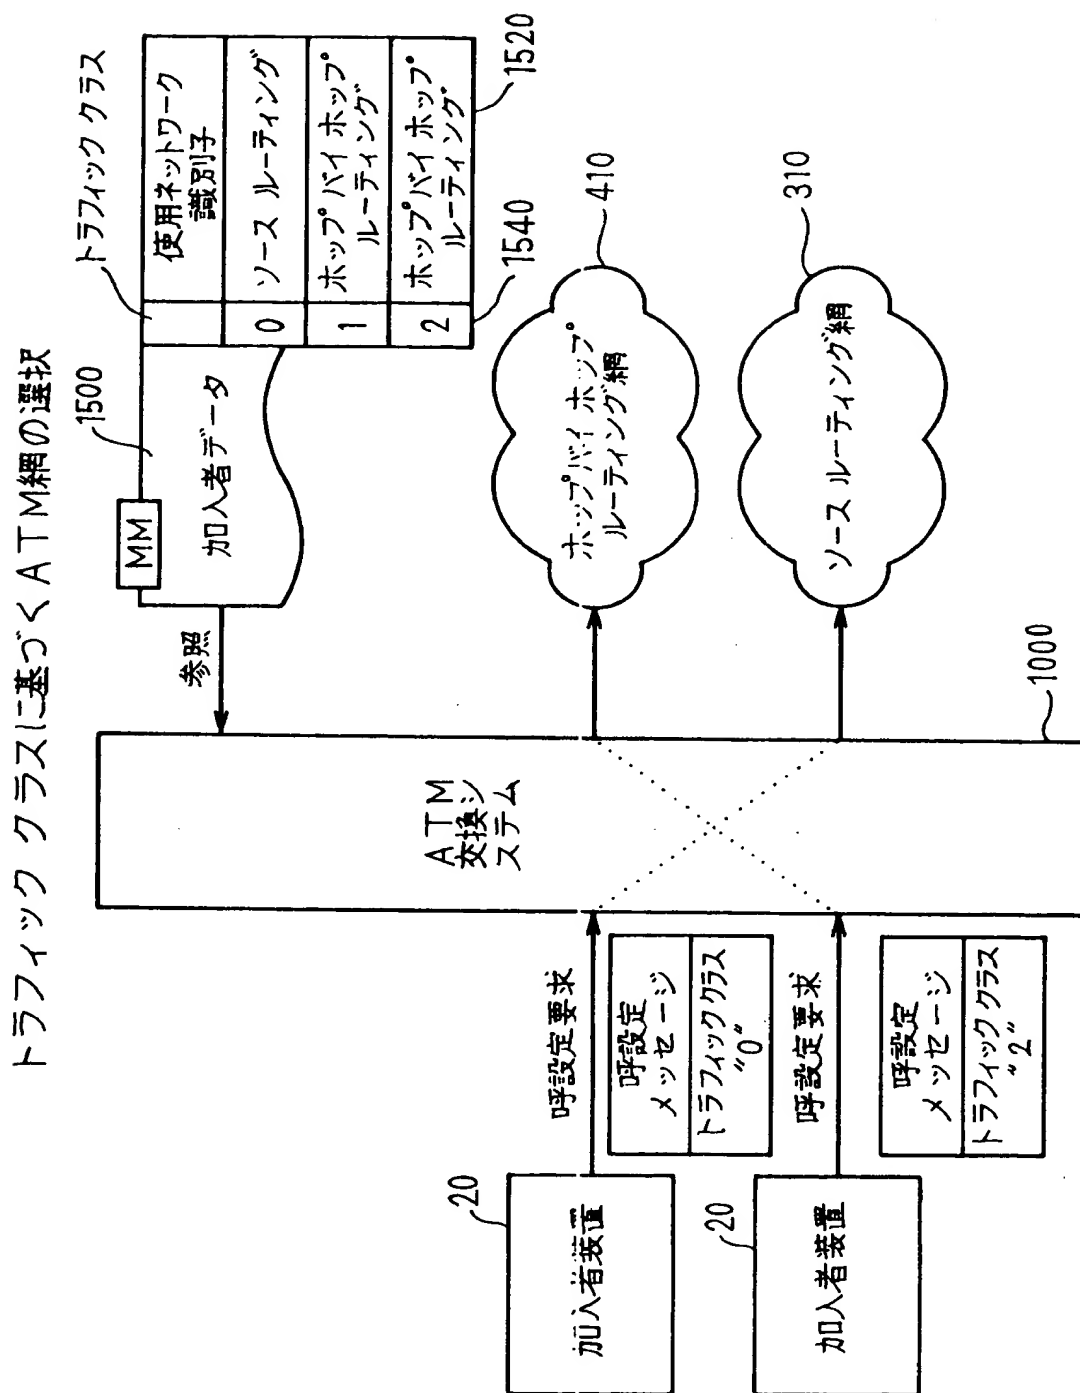 トラフィック クラスに基づく ATM網の選択
1500
MM
加入者データ
参照
トラフィック クラス
使用ネットワーク
識別子
0
ソース ルーティング
1
ホップ バイ ホップ
ルーティング
2
ホップ バイ ホップ
ルーティング
1540
1520
ATM
交換シ
ステム
1000
ホップ バイ ホップ
ルーティング網
410
ソース ルーティング網
310
20
加入者装置
呼設定要求
呼設定
メッセージ
トラフィッククラス
“0”
20
加入者装置
呼設定要求
呼設定
メッセージ
トラフィック クラス
“2”